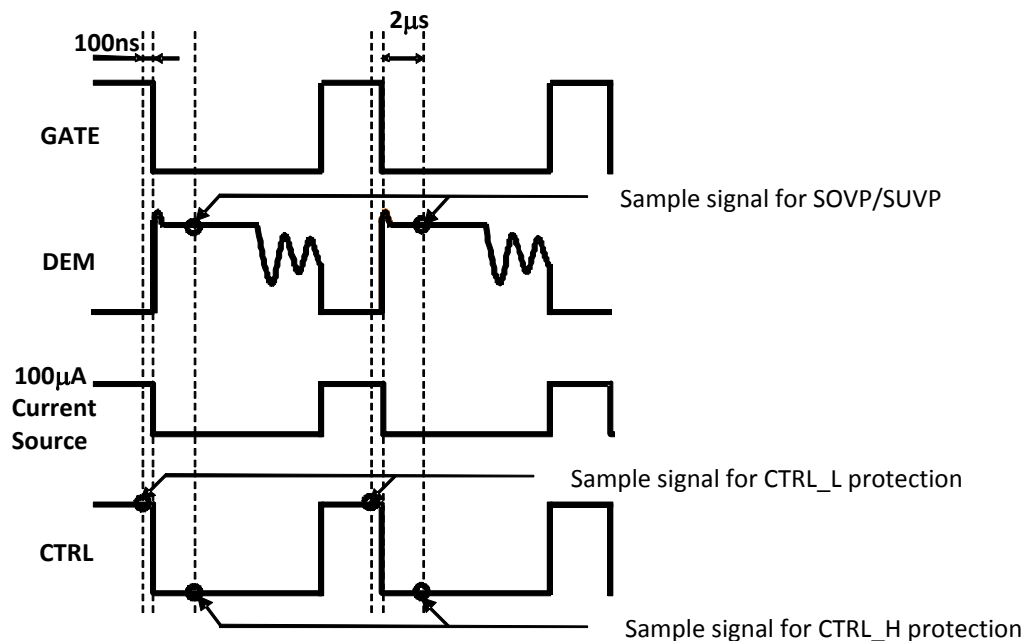 2μs
100ns
GATE
Sample signal for SOVP/SUVP
DEM
100μA
Current
Source
Sample signal for CTRL_L protection
CTRL
Sample signal for CTRL_H protection